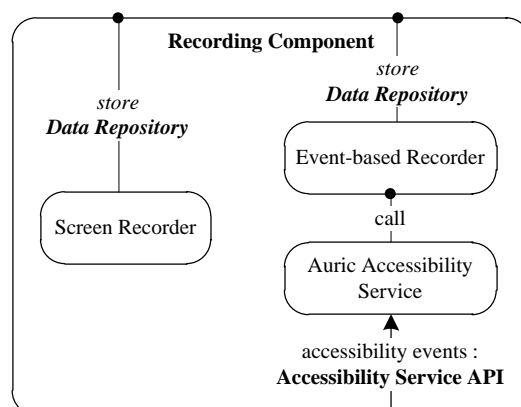 Recording Component
store
Data Repository
store
Data Repository
Event-based Recorder
Screen Recorder
call
Auric Accessibility
Service
accessibility events :
Accessibility Service API